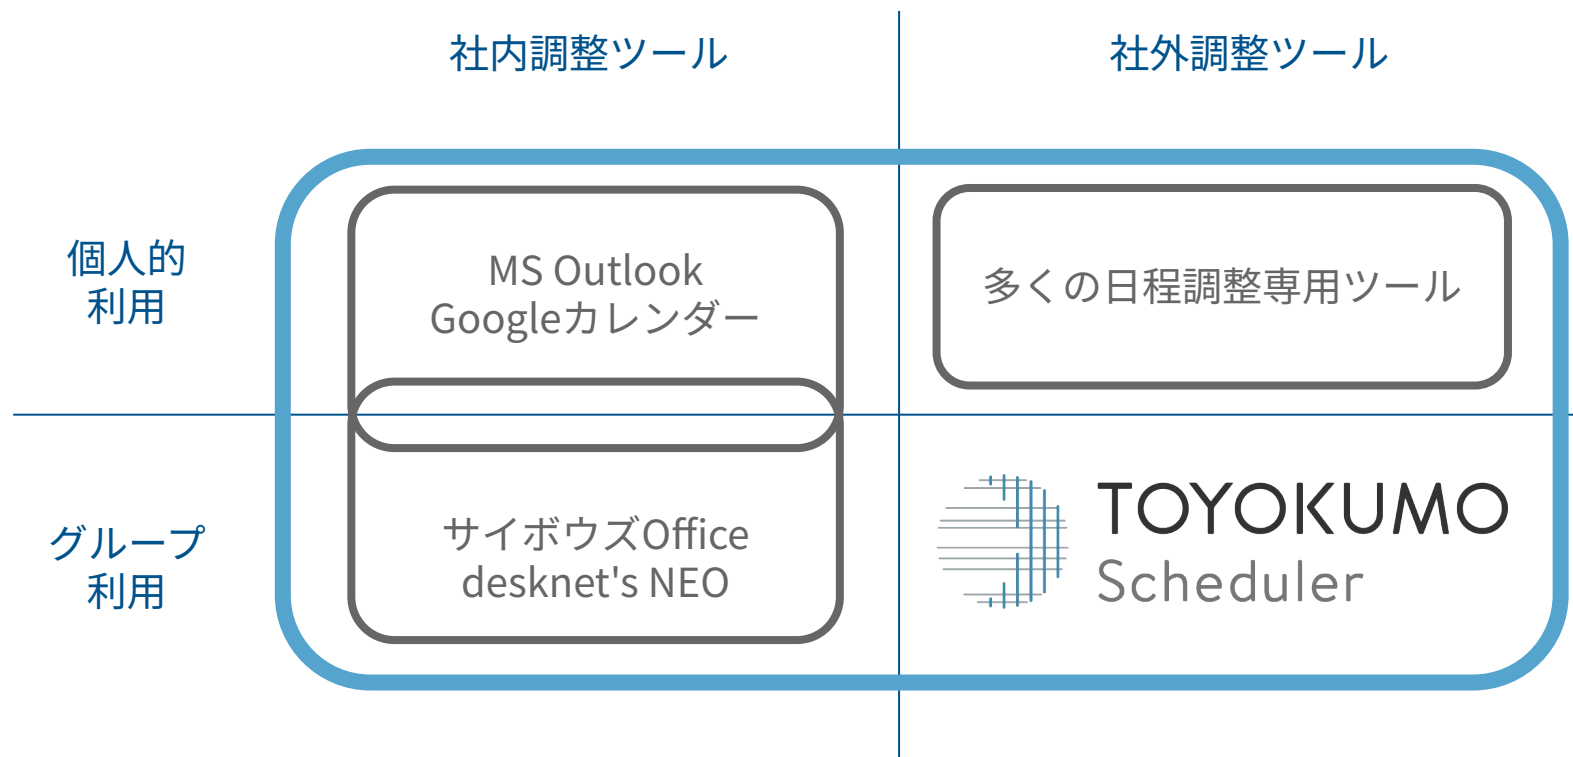 社内調整ツール
社外調整ツール
個人的
利用
MS Outlook
Googleカレンダー
多くの日程調整専用ツール
グループ
利用
サイボウズOffice
desknet's NEO
TOYOKUMO
Scheduler